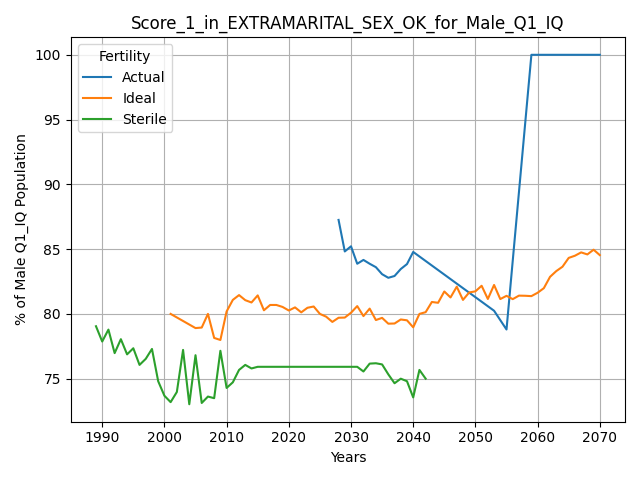 Score_1_in_EXTRAMARITAL_SEX_OK_for_Male_Q1_IQ
Fertility
Actual
Ideal
Sterile
% of Male Q1_IQ Population
100
95
90
85
80
75
1990 2000 2010 2020 2030 2040 2050 2060 2070
Years